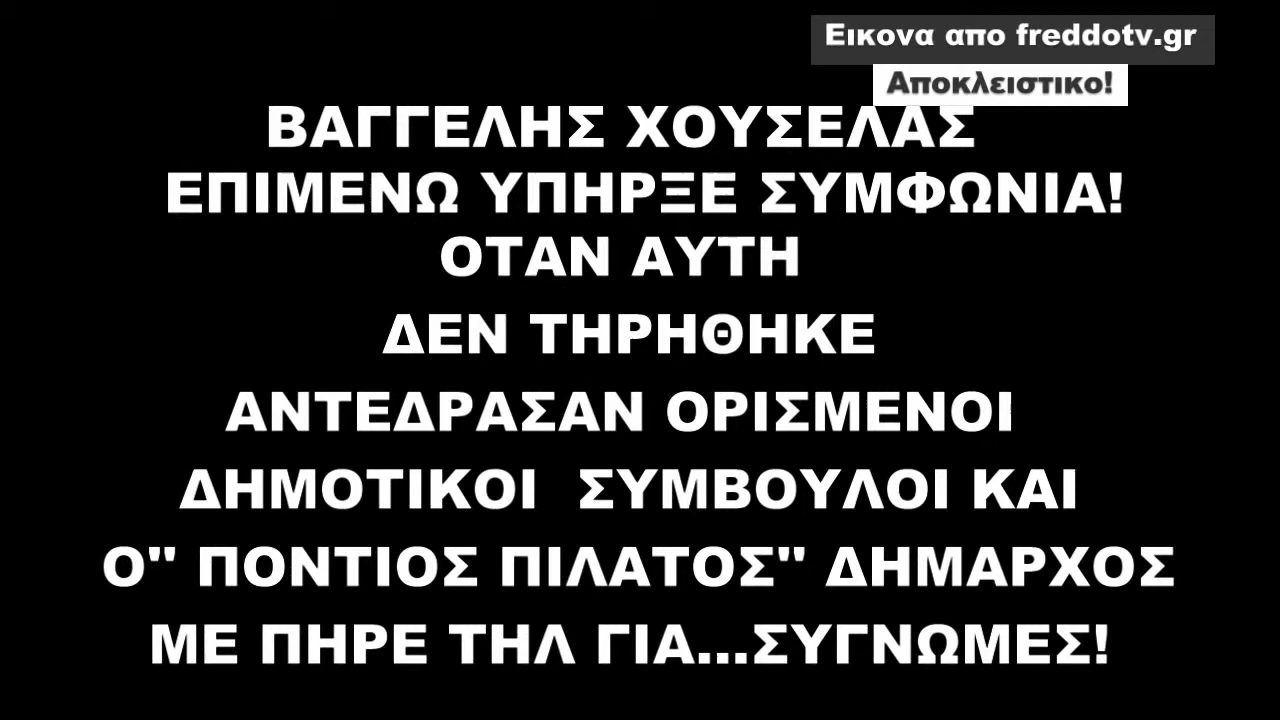 Εικονα απο freddotv.gr
Αποκλειστικο!
ΒΑΓΓΕΛΗΣ ΧΟΥΣΕΛΑΣ
ΕΠΙΜΕΝΩ ΥΠΗΡΞΕ ΣΥΜΦΩΝΙΑ!
ΟΤΑΝ ΑΥΤΗ
ΔΕΝ ΤΗΡΗΘΗΚΕ
ΑΝΤΕΔΡΑΣΑΝ ΟΡΙΣΜΕΝΟΙ
ΔΗΜΟΤΙΚΟΙ  ΣΥΜΒΟΥΛΟΙ ΚΑΙ
Ο" ΠΟΝΤΙΟΣ ΠΙΛΑΤΟΣ" ΔΗΜΑΡΧΟΣ
ΜΕ ΠΗΡΕ ΤΗΛ ΓΙΑ...ΣΥΓΝΩΜΕΣ!